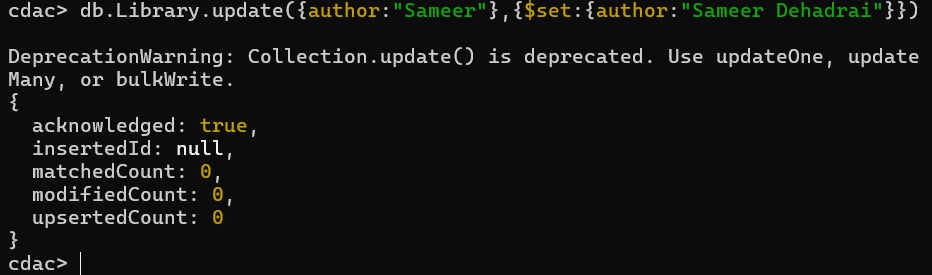 cdac> db.Library.update({author:"Sameer"},{$set:{author:"Sameer Dehadrai"}})
DeprecationWarning: Collection.update() is deprecated. Use updateOne, update
Many, or bulkWrite.
{
  acknowledged: true,
  insertedId: null,
  matchedCount: 0,
  modifiedCount: 0,
  upsertedCount: 0
}
cdac>